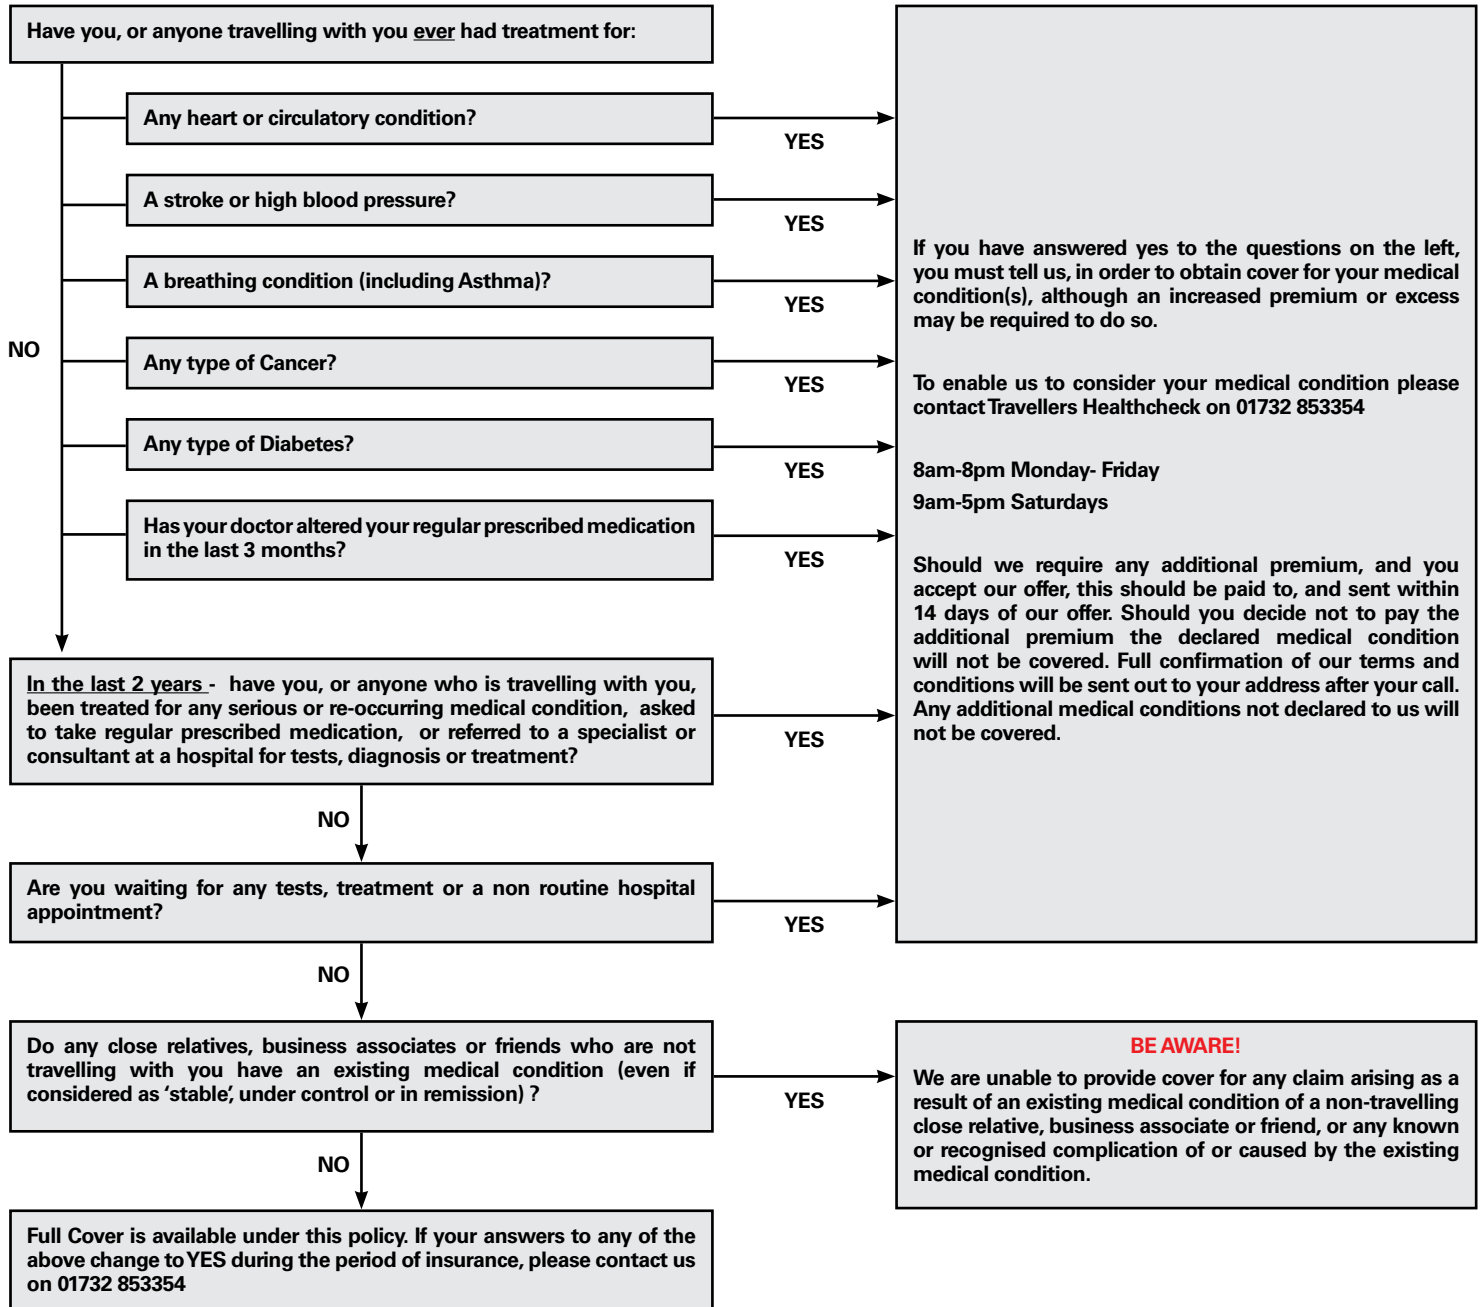 Have you, or anyone travelling with you ever had treatment for:
Any heart or circulatory condition?
YES
A stroke or high blood pressure?
YES
A breathing condition (including Asthma)?
YES
NO
Any type of Cancer?
YES
Any type of Diabetes?
YES
Has your doctor altered your regular prescribed medication
in the last 3 months?
YES
If you have answered yes to the questions on the left,
you must tell us, in order to obtain cover for your medical
condition(s), although an increased premium or excess
may be required to do so.
To enable us to consider your medical condition please
contact Travellers Healthcheck on 01732 853354
8am-8pm Monday- Friday
9am-5pm Saturdays
Should we require any additional premium, and you
accept our offer, this should be paid to, and sent within
14 days of our offer. Should you decide not to pay the
additional premium the declared medical condition
will not be covered. Full confirmation of our terms and
conditions will be sent out to your address after your call.
Any additional medical conditions not declared to us will
not be covered.
In the last 2 years - have you, or anyone who is travelling with you,
been treated for any serious or re-occurring medical condition, asked
to take regular prescribed medication, or referred to a specialist or
consultant at a hospital for tests, diagnosis or treatment?
YES
NO
Are you waiting for any tests, treatment or a non routine hospital
appointment?
YES
NO
Do any close relatives, business associates or friends who are not
travelling with you have an existing medical condition (even if
considered as 'stable', under control or in remission) ?
YES
BE AWARE!
We are unable to provide cover for any claim arising as a
result of an existing medical condition of a non-travelling
close relative, business associate or friend, or any known
or recognised complication of or caused by the existing
medical condition.
NO
Full Cover is available under this policy. If your answers to any of the
above change to YES during the period of insurance, please contact us
on 01732 853354